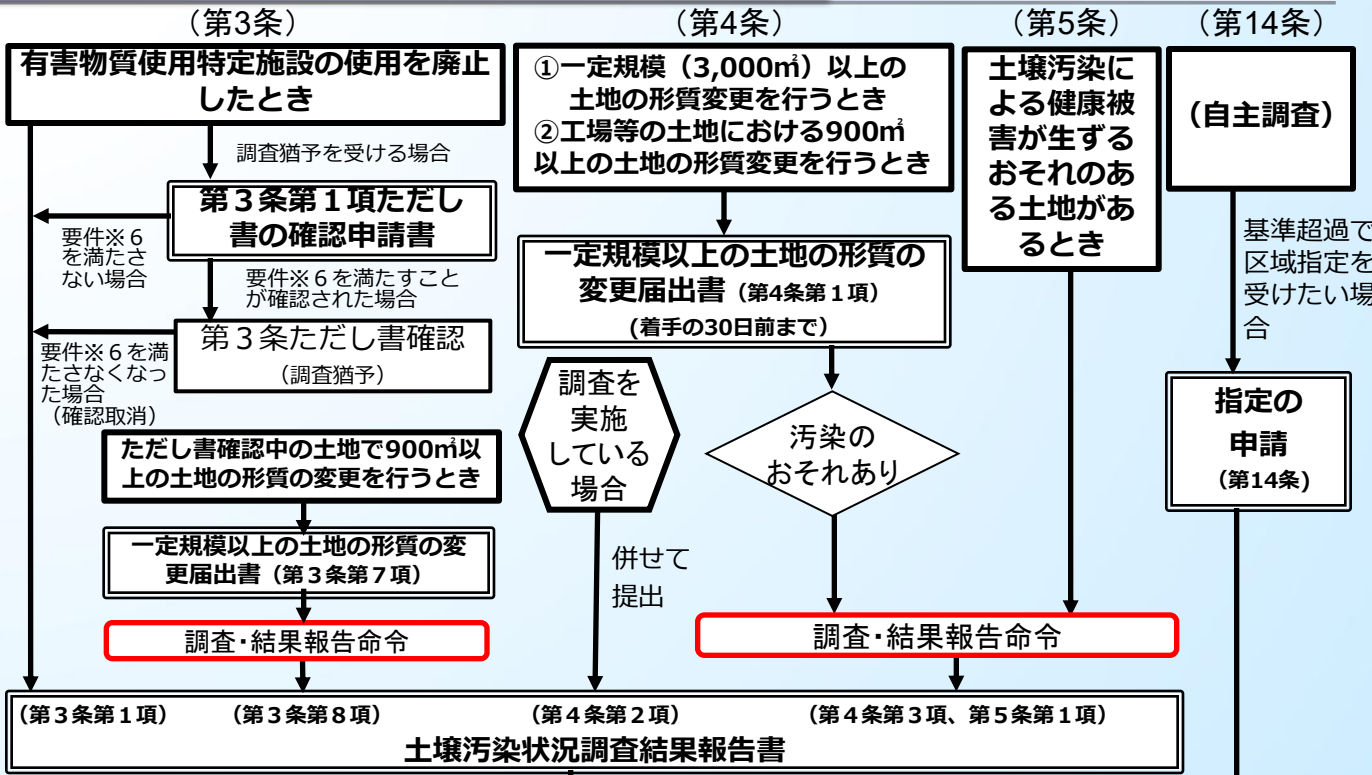 （第3条）
有害物質使用特定施設の使用を廃止
したとき
調査猶予を受ける場合
第３条第１項ただし
書の確認申請書
要件※６
を満たさ
ない場合
要件※６を満たすこと
が確認された場合
第３条ただし書確認
（調査猶予）
要件※６を満
たさなくなっ
た場合
（確認取消）
ただし書確認中の土地で900㎡以
上の土地の形質の変更を行うとき
一定規模以上の土地の形質の変
更届出書（第３条第７項）
調査・結果報告命令
（第4条）
①一定規模（3,000㎡）以上の
土地の形質変更を行うとき
②工場等の土地における900㎡
以上の土地の形質変更を行うとき
一定規模以上の土地の形質の
変更届出書（第4条第１項）
(着手の30日前まで）
調査を
実施
している
場合
汚染の
おそれあり
併せて
提出
（第5条）
土壌汚染に
よる健康被
害が生ずる
おそれのあ
る土地があ
るとき
調査・結果報告命令
（第14条）
（自主調査）
基準超過で
区域指定を
受けたい場
合
指定の
申請
（第14条)
（第３条第１項）
（第３条第８項）
（第４条第２項）
（第４条第３項、第５条第１項）
土壌汚染状況調査結果報告書